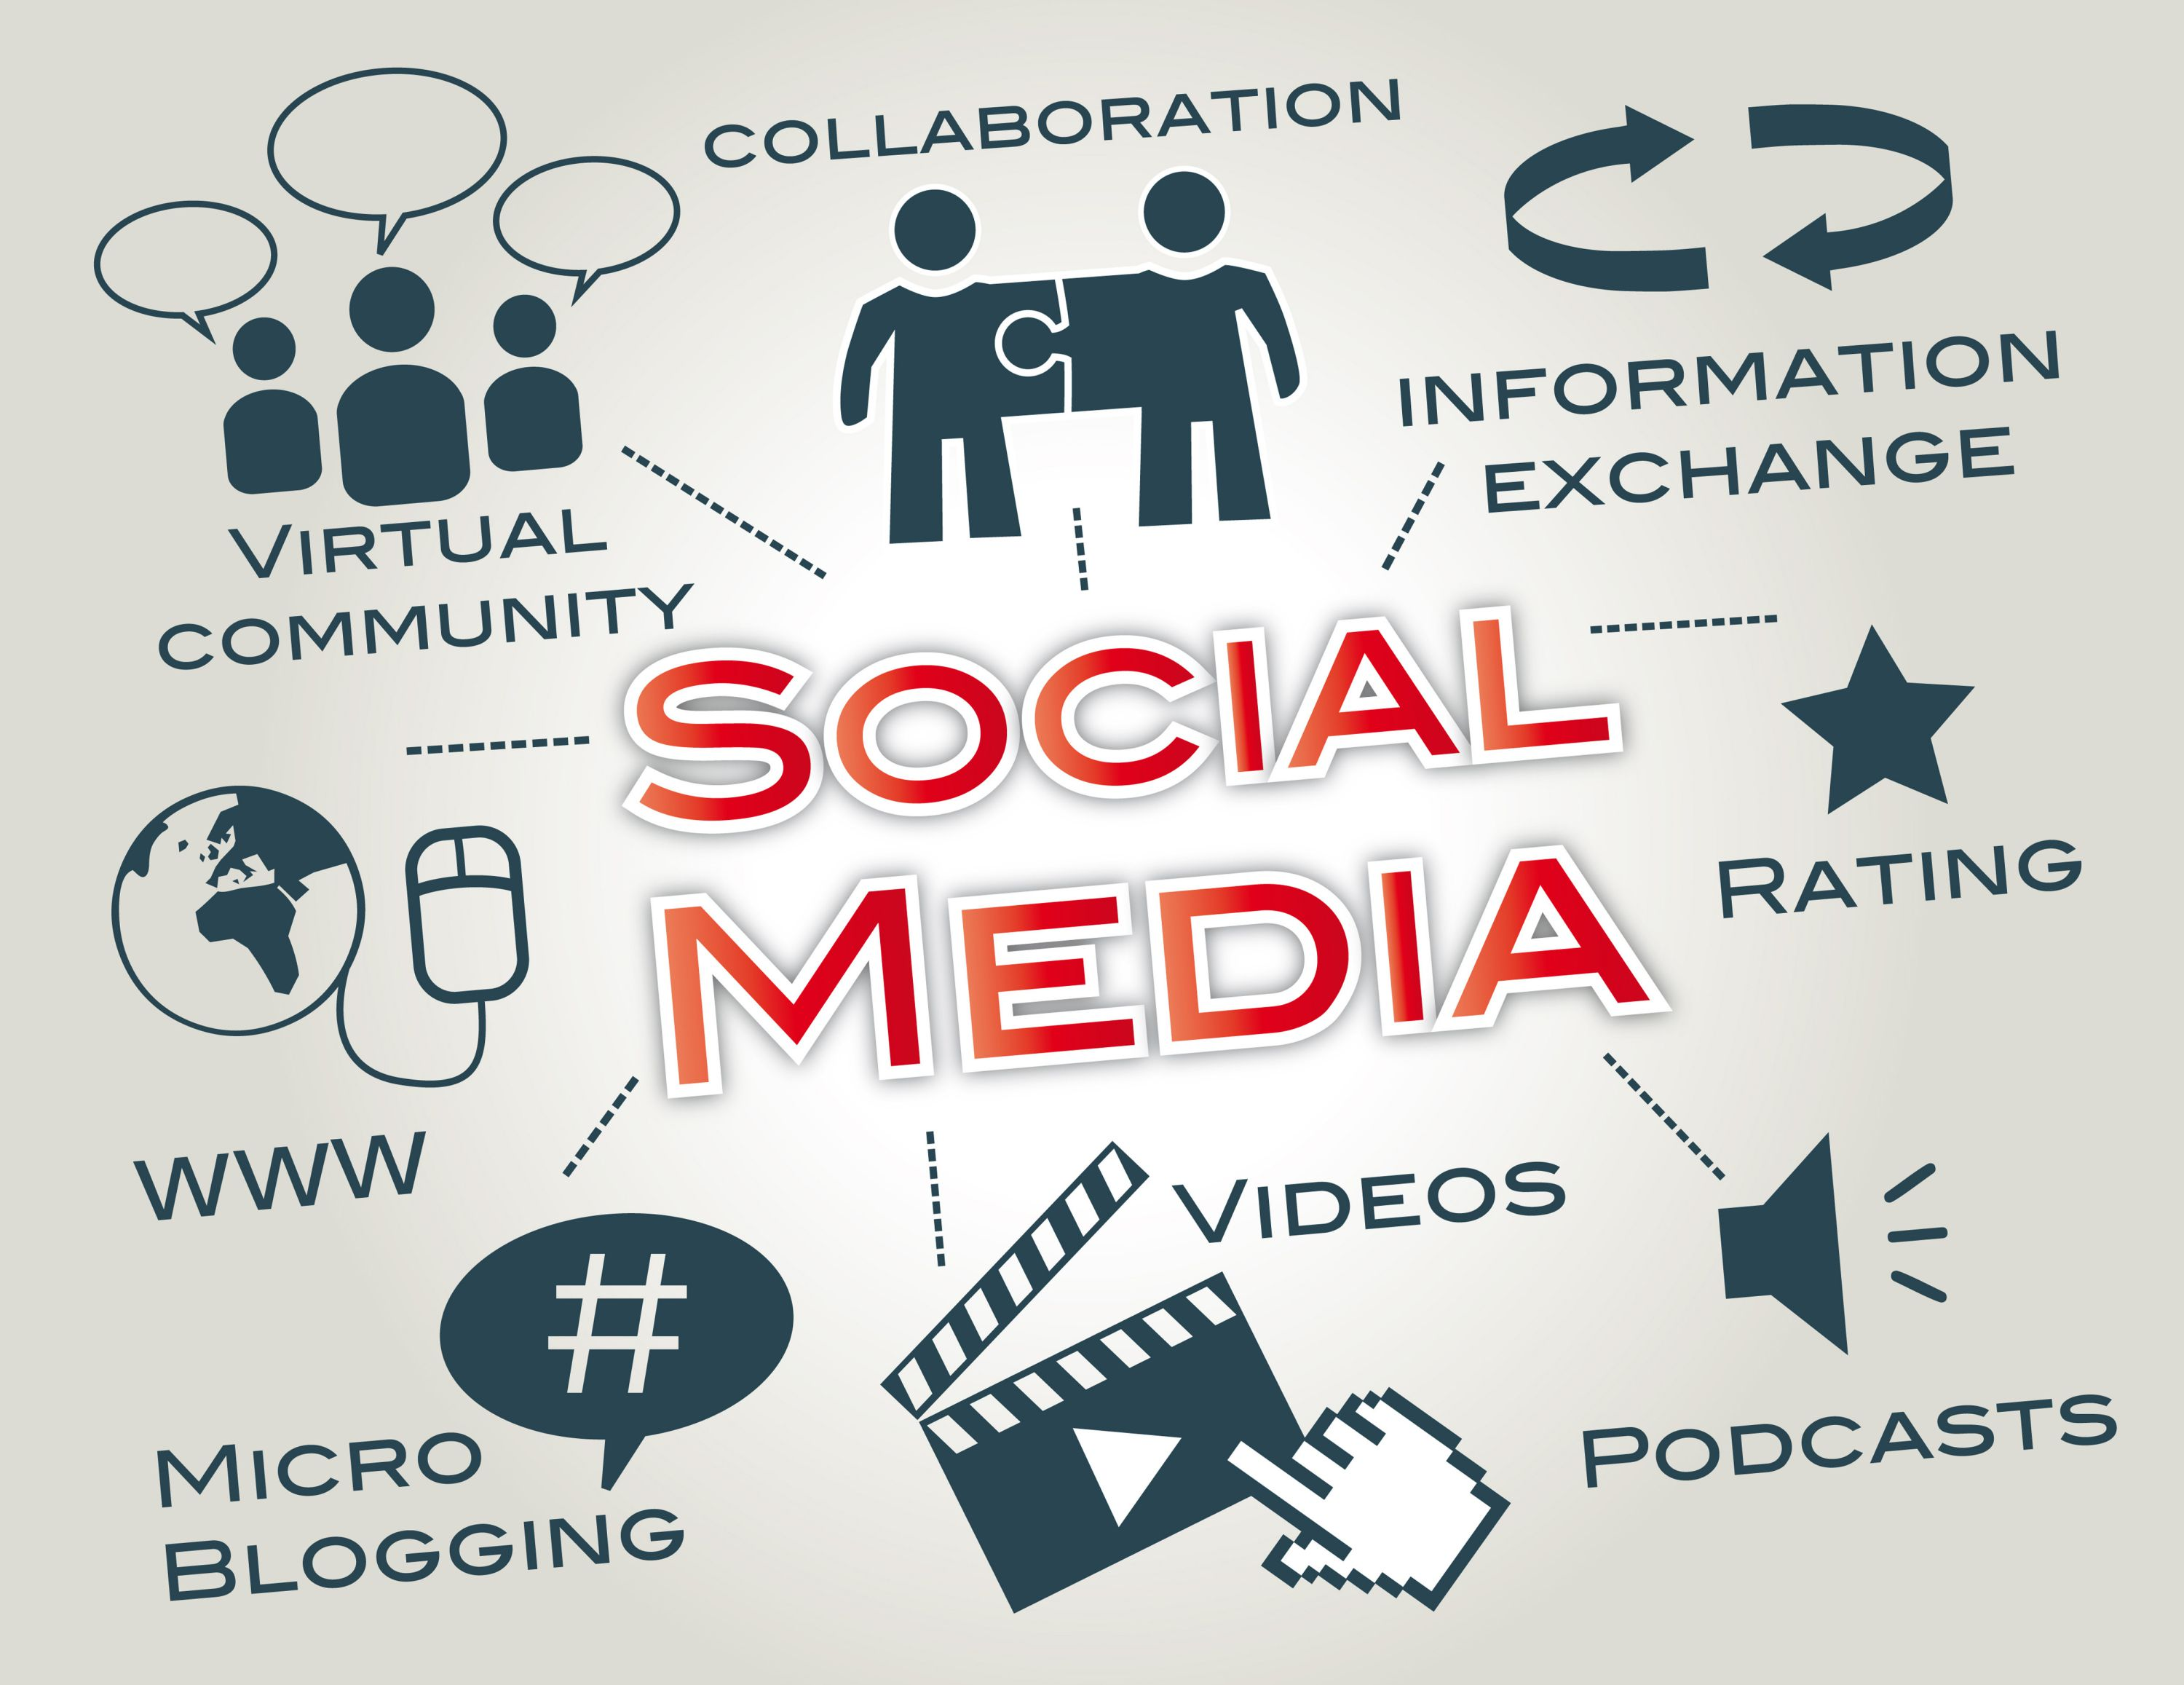 COLLABORATION
INFORMATION
EXCHANGE
VIRTUAL
COMMUNITY
SOCIAL
MEDIA
RATING
WWW
VIDEOS
#
MICRO
BLOGGING
PODCASTS